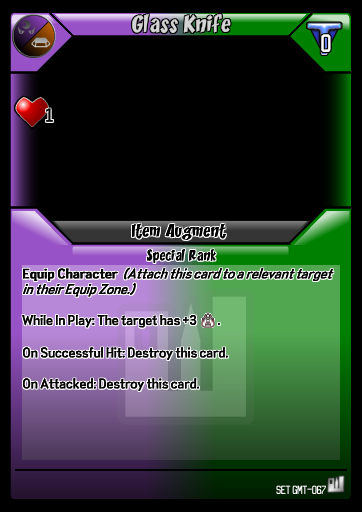 Glass Knife
0
1
Item Augment
Special Rank
Equip Character (Attach this card to a relevant target
in their Equip Zone.)
While In Play: The target has +3 .
On Successful Hit: Destroy this card.
On Attacked: Destroy this card.
SET GMT-067